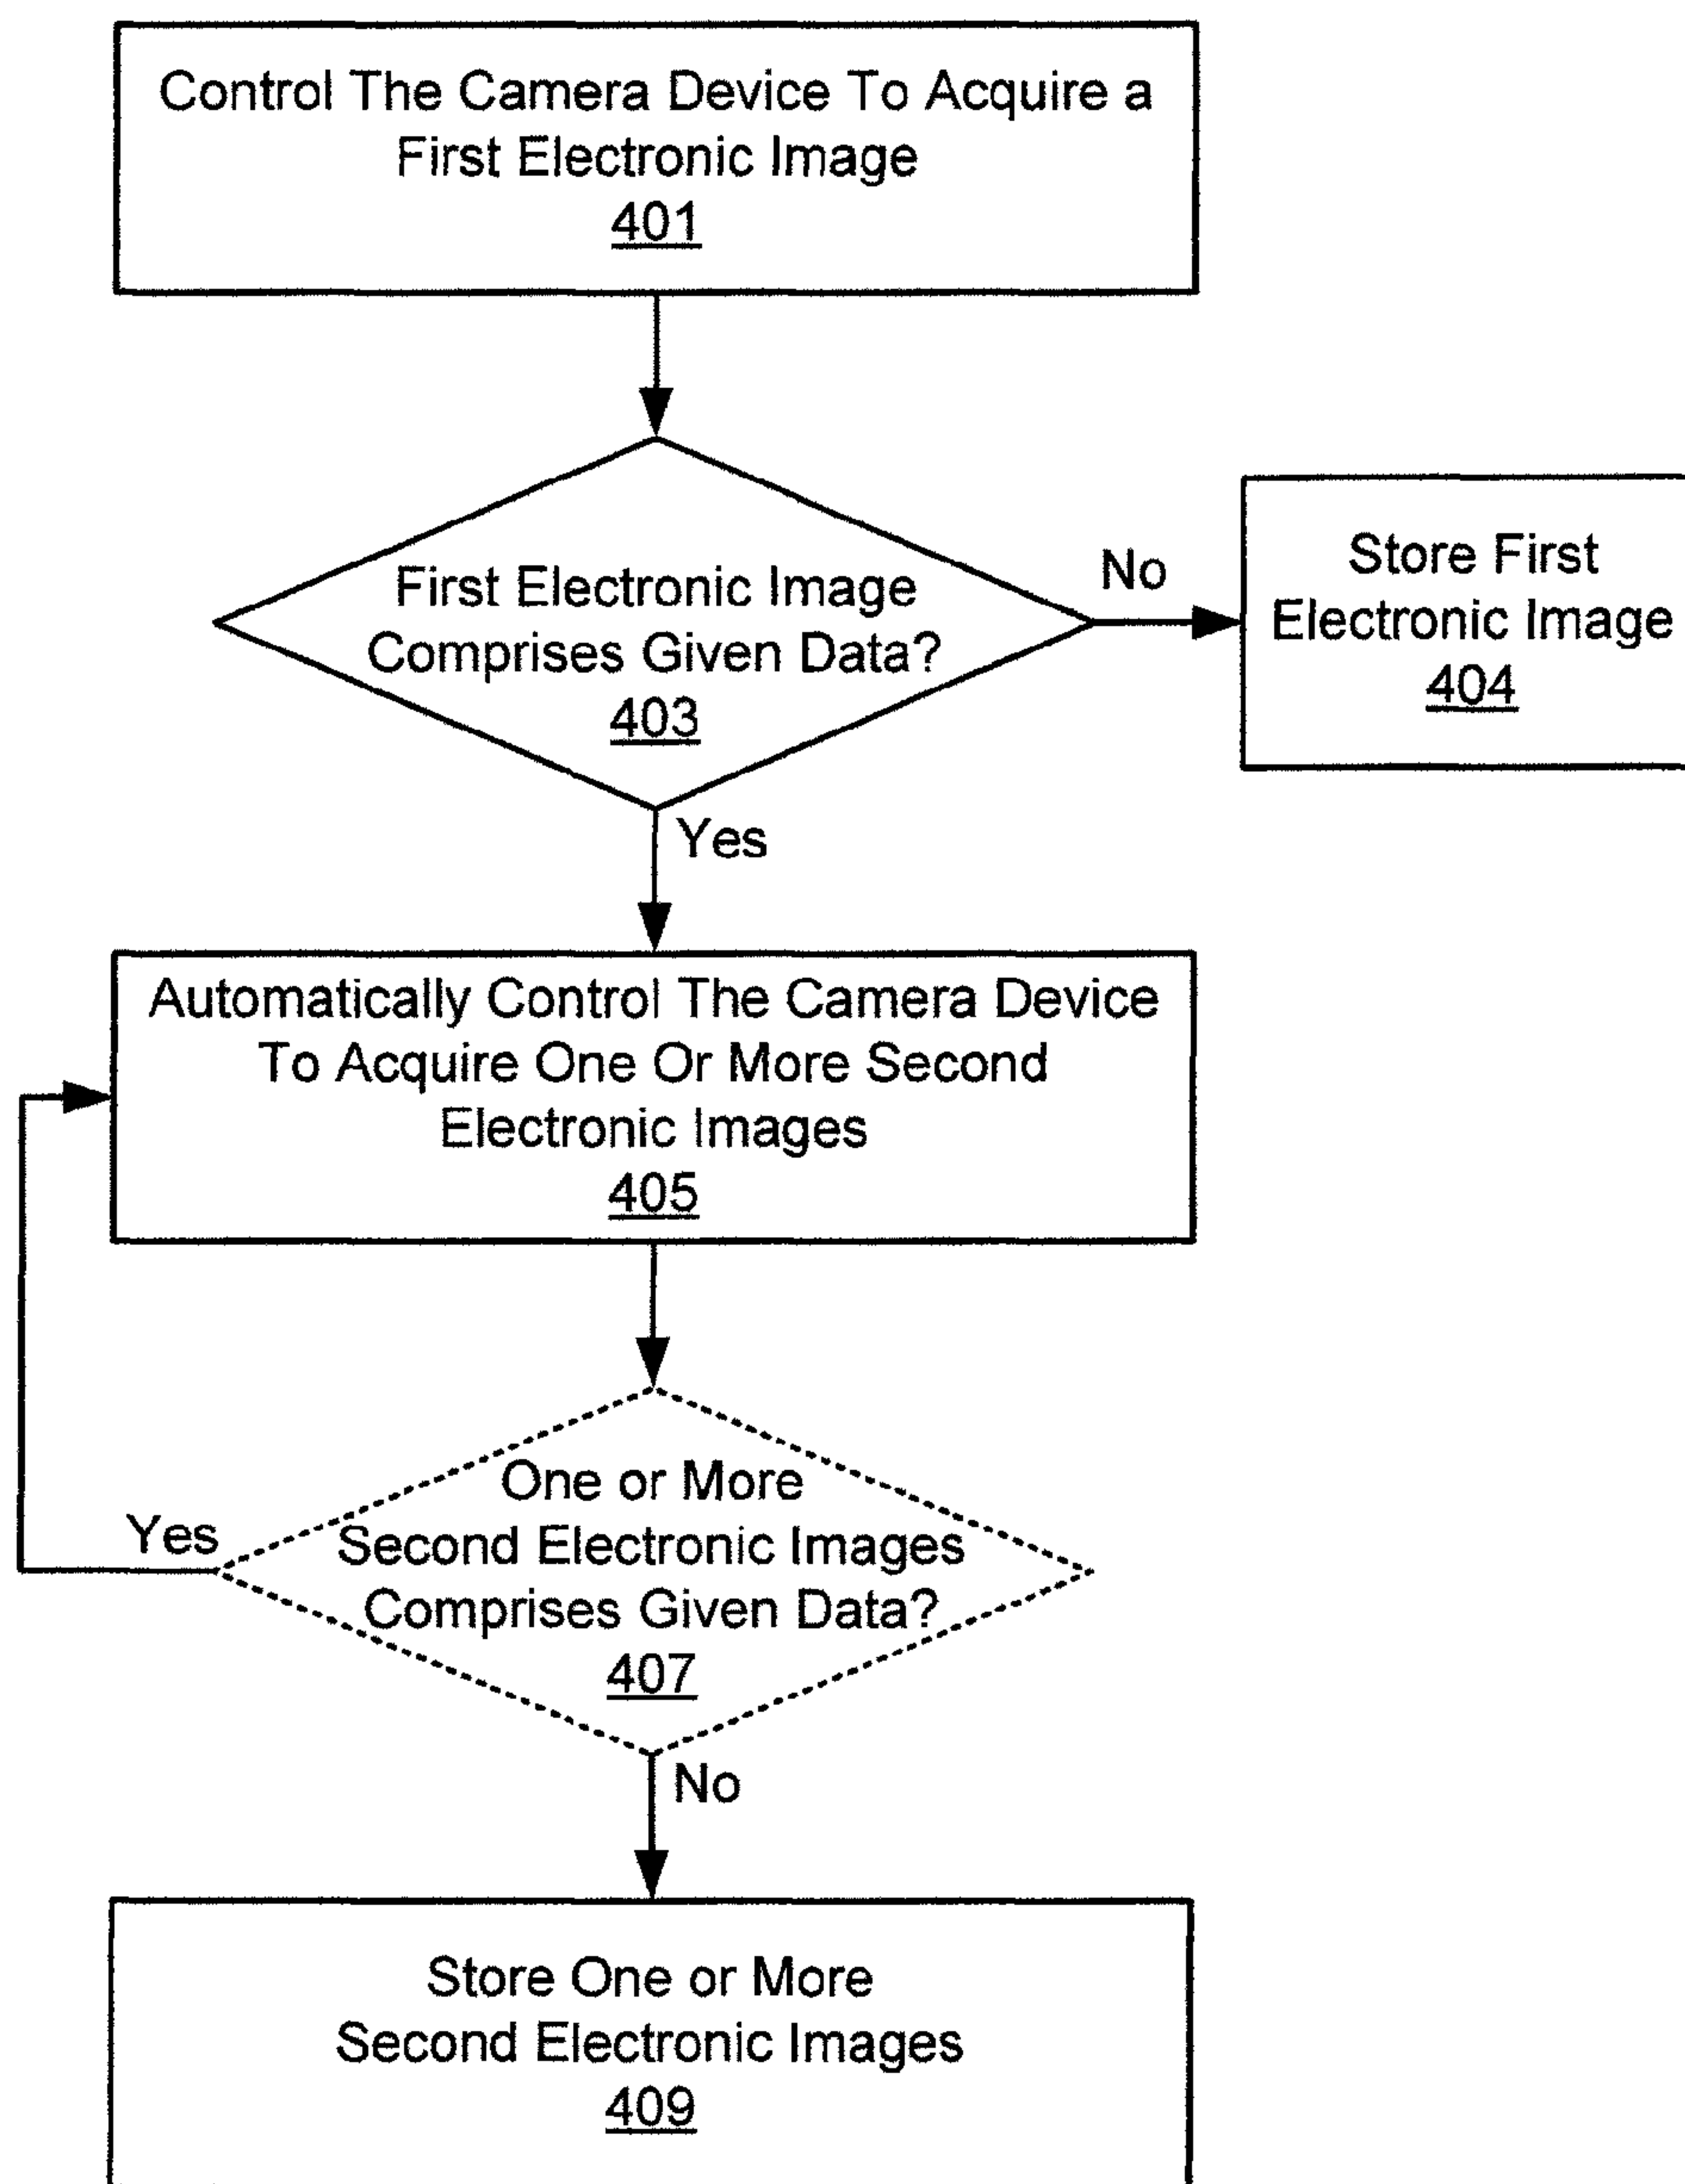 Control The Camera Device To Acquire a
First Electronic Image
401
First Electronic Image
Comprises Given Data?
403
No
Store First
Electronic Image
404
Yes
Automatically Control The Camera Device
To Acquire One Or More Second
Electronic Images
405
One or More
Second Electronic Images
Comprises Given Data?
407
Yes
No
Store One or More
Second Electronic Images
409